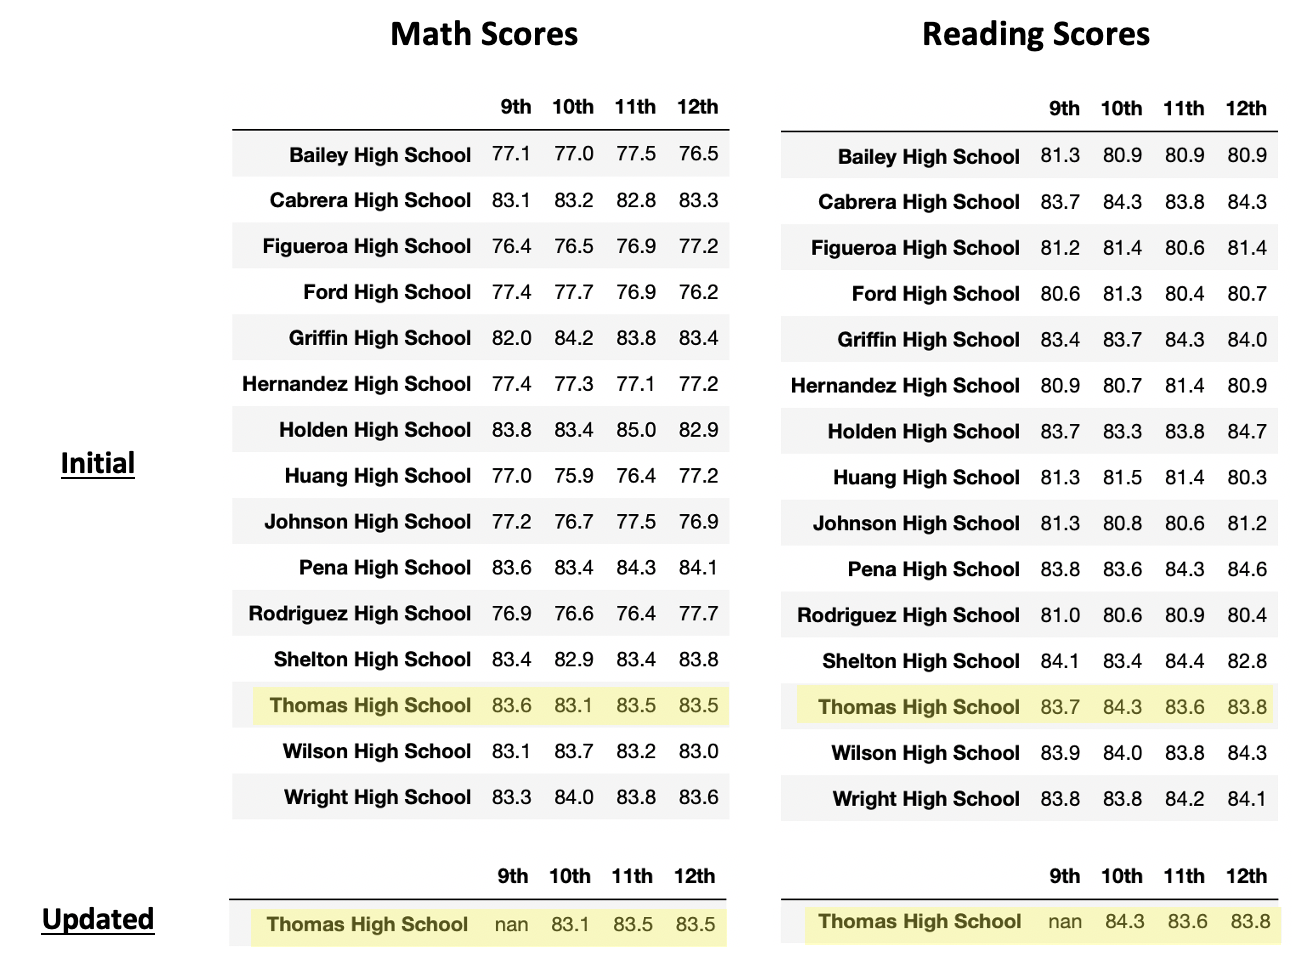 Math Scores Reading Scores
9th 10th 11th 12th 9th 10th 11th 12th
Bailey High School 77.1 77.0 77.5 76.5 Bailey High School 81.3 80.9 80.9 80.9
Cabrera High School 83.1 83.2 82.8 83.3 Cabrera High School 83.7 84.3 83.8 84.3
Figueroa High School 76.4 76.5 76.9 77.2 Figueroa High School 81.2 81.4 80.6 81.4
Ford High School 77.4 77.7 76.9 76.2 Ford High School 80.6 81.3 80.4 80.7
Griffin High School 82.0 84.2 83.8 83.4 Griffin High School 83.4 83.7 84.3 84.0
Hernandez High School 77.4 77.3 77.1 77.2 Hernandez High School 80.9 80.7 81.4 80.9
Holden High School 83.8 83.4 85.0 82.9 Holden High School 83.7 83.3 83.8 84.7
Initial
Huang High School 77.0 75.9 76.4 77.2 Huang High School 81.3 81.5 81.4 80.3
Johnson High School 77.2 76.7 77.5 76.9 Johnson High School 81.3 80.8 80.6 81.2
Pena High School 83.6 83.4 84.3 84.1 Pena High School 83.8 83.6 84.3 84.6
Rodriguez High School 76.9 76.6 76.4 77.7 Rodriguez High School 81.0 80.6 80.9 80.4
Shelton High School 83.4 82.9 83.4 83.8 Shelton High School 84.1 83.4 84.4 82.8
Thomas High School 83.6 83.1 83.5 83.5 Thomas High School 83.7 84.3 83.6 83.8
Wilson High School 83.1 83.7 83.2 83.0 Wilson High School 83.9 84.0 83.8 84.3
Wright High School 83.3 84.0 83.8 83.6 Wright High School 83.8 83.8 84.2 84.1
9th 10th 11th 12th 9th 10th 11th 12th
Updated Thomas High School nan 83.1 83.5 83.5 Thomas High School nan 84.3 83.6 83.8